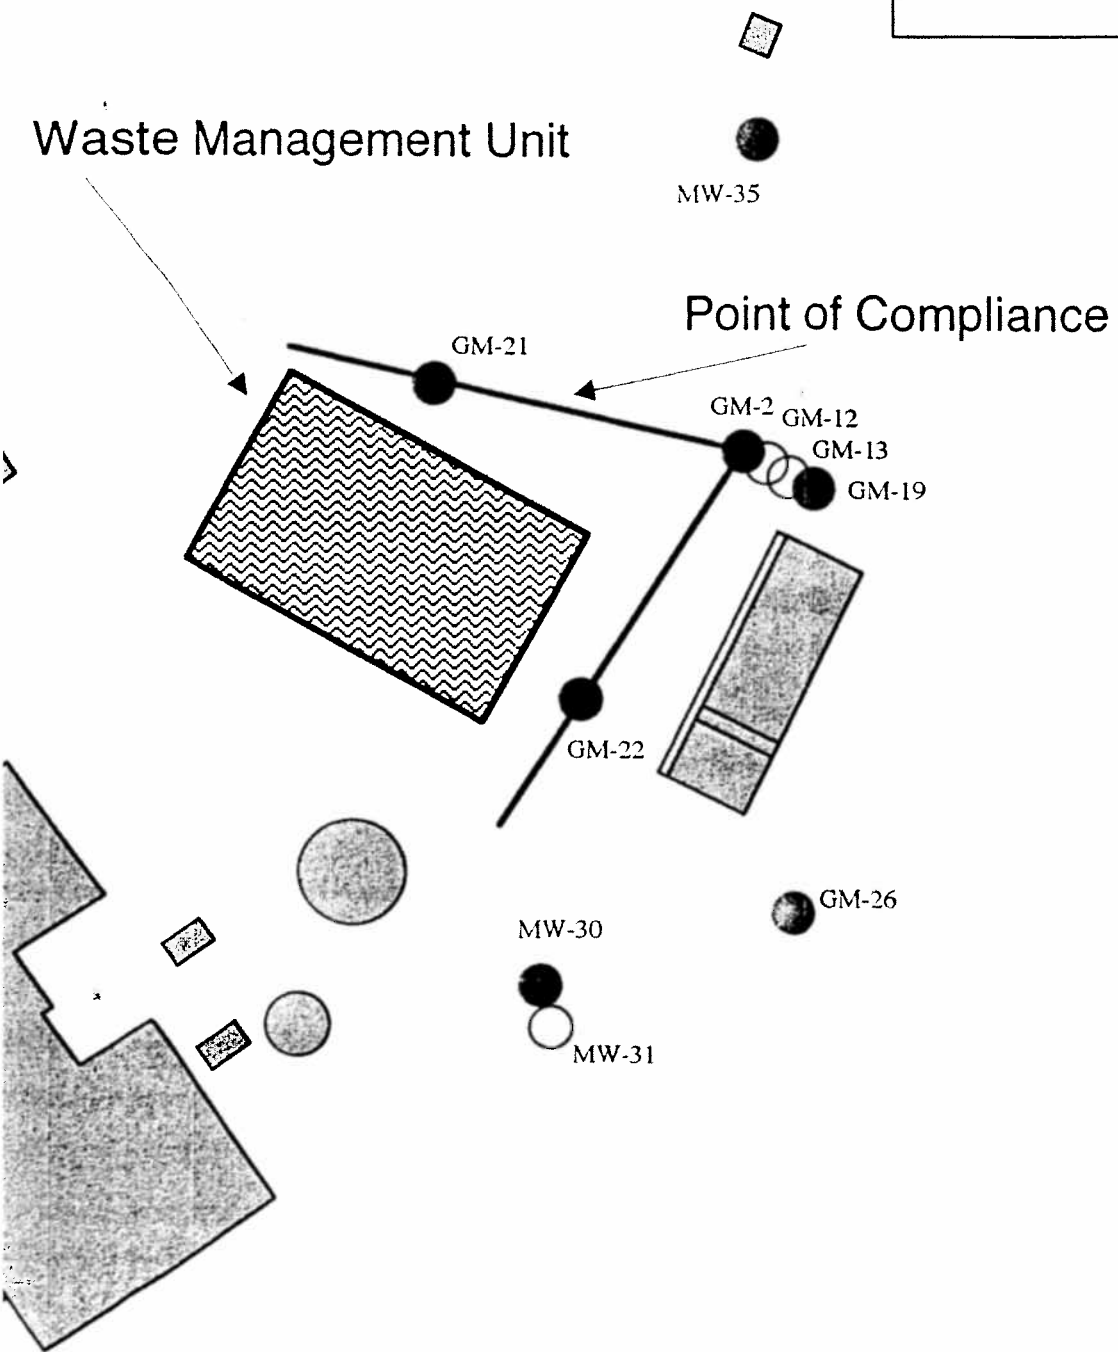 Waste Management Unit
MW-35
Point of Compliance
GM-21
GM-2
GM-12
GM-13
GM-19
GM-22
GM-26
MW-30
MW-31